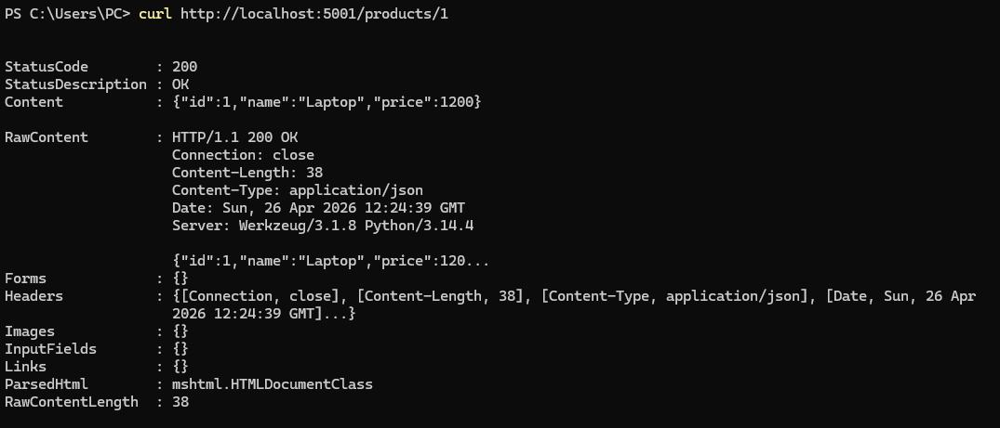 PS C:\Users\PC> curl http://localhost:5001/products/1
StatusCode        : 200
StatusDescription : OK
Content           : {"id":1,"name":"Laptop","price":1200}
RawContent        : HTTP/1.1 200 OK
                    Connection: close
                    Content-Length: 38
                    Content-Type: application/json
                    Date: Sun, 26 Apr 2026 12:24:39 GMT
                    Server: Werkzeug/3.1.8 Python/3.14.4
                    {"id":1,"name":"Laptop","price":120...
Forms             : {}
Headers           : {[Connection, close], [Content-Length, 38], [Content-Type, application/json], [Date, Sun, 26 Apr
                    2026 12:24:39 GMT]...}
Images            : {}
InputFields       : {}
Links             : {}
ParsedHtml        : mshtml.HTMLDocumentClass
RawContentLength  : 38